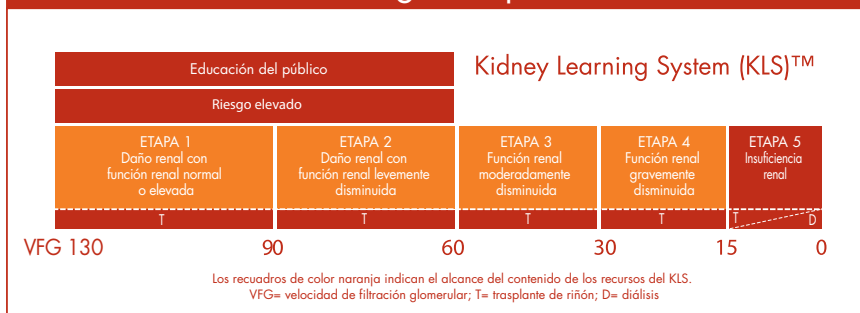 Educación del público
Kidney Learning System (KLS)™
Riesgo elevado
ETAPA 1
Daño renal con
función renal normal
o elevada
ETAPA 2
Daño renal con
función renal levemente
disminuida
ETAPA 3
Función renal
moderadamente
disminuida
ETAPA 4
Función renal
gravemente
disminuida
ETAPA 5
Insuficiencia
renal
T
T
T
T
T
D
VFG 130
90
60
30
15
0
Los recuadros de color naranja indican el alcance del contenido de los recursos del KLS.
VFG= velocidad de filtración glomerular; T= trasplante de riñón; D= diálisis